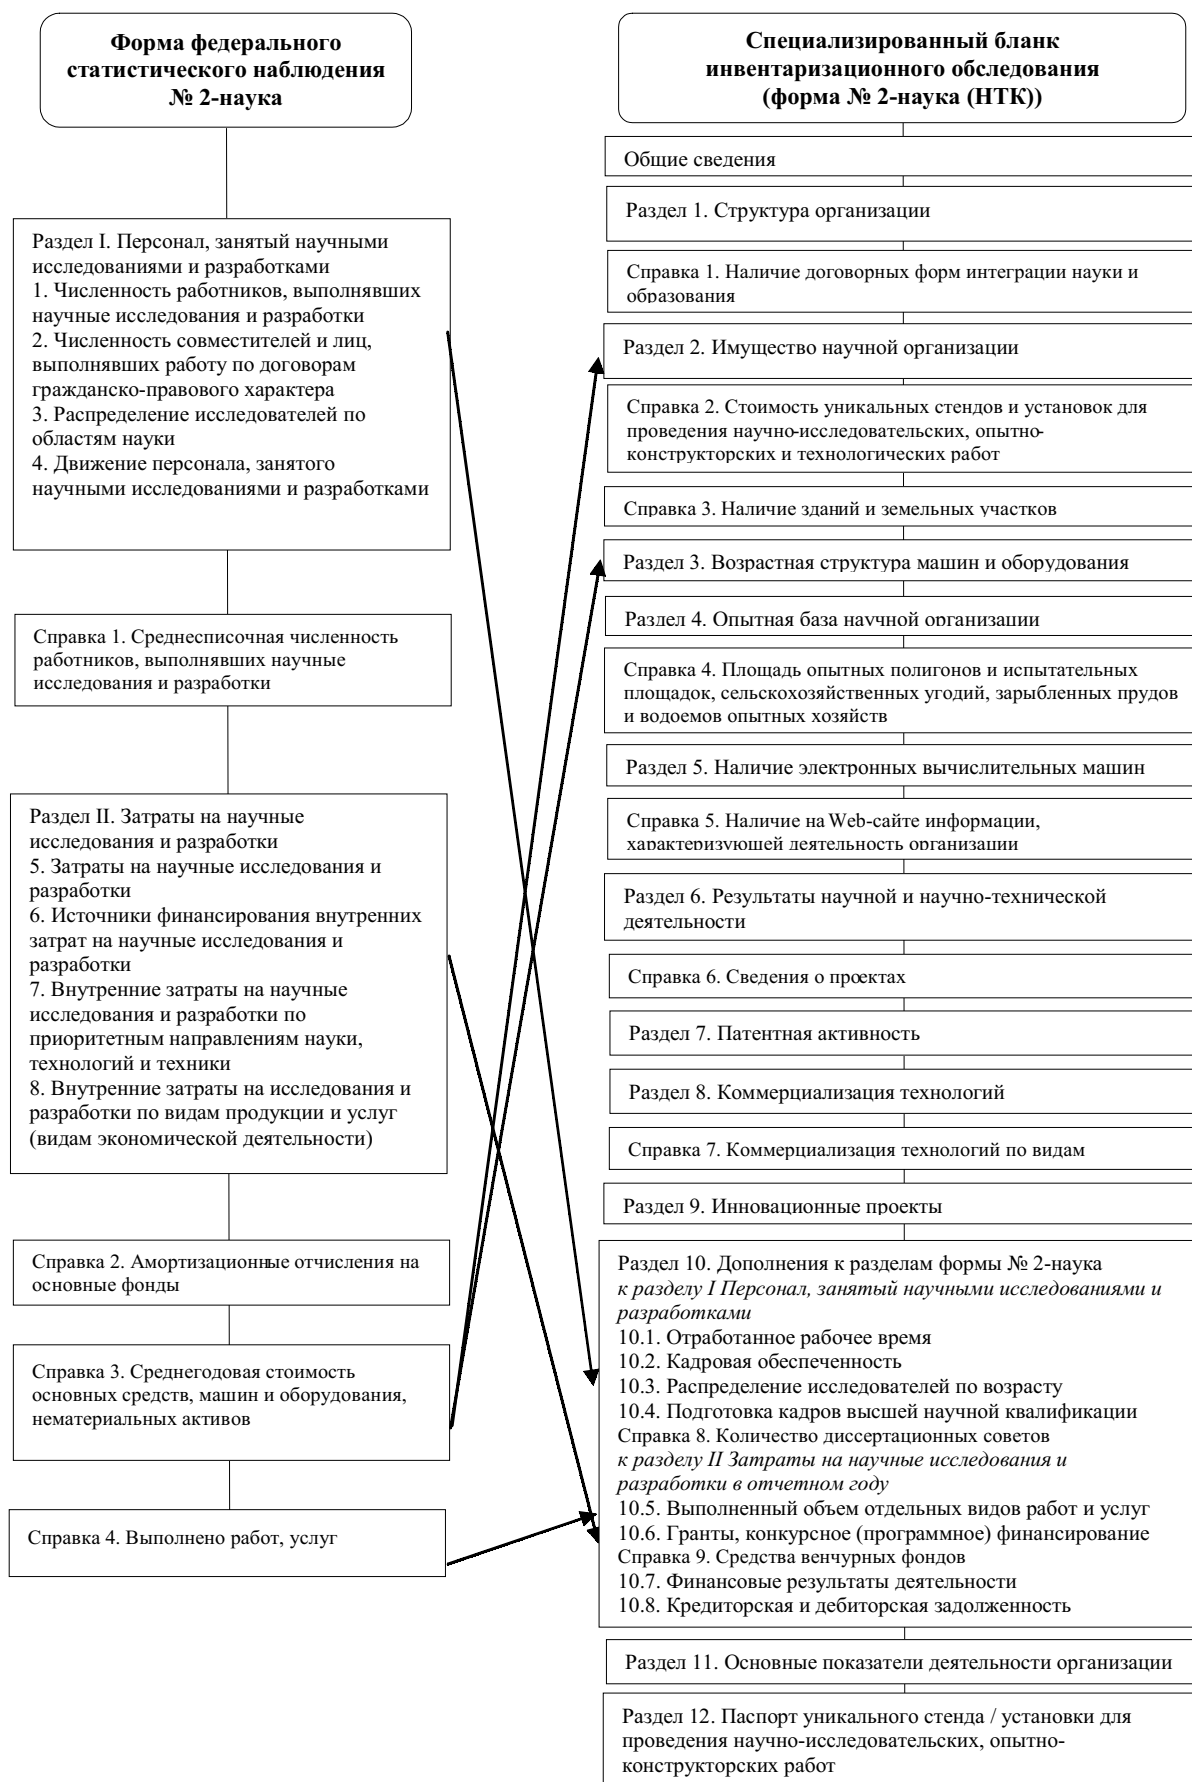 Форма федерального
статистического наблюдения
№ 2-наука
Раздел I. Персонал, занятый научными
исследованиями и разработками
1. Численность работников, выполнявших
научные исследования и разработки
2. Численность совместителей и лиц,
выполнявших работу по договорам
гражданско-правового характера
3. Распределение исследователей по
областям науки
4. Движение персонала, занятого
научными исследованиями и разработками
Справка 1. Среднесписочная численность
работников, выполнявших научные
исследования и разработки
Раздел II. Затраты на научные
исследования и разработки
5. Затраты на научные исследования и
разработки
6. Источники финансирования внутренних
затрат на научные исследования и
разработки
7. Внутренние затраты на научные
исследования и разработки по
приоритетным направлениям науки,
технологий и техники
8. Внутренние затраты на исследования и
разработки по видам продукции и услуг
(видам экономической деятельности)
Справка 2. Амортизационные отчисления на
основные фонды
Справка 3. Среднегодовая стоимость
основных средств, машин и оборудования,
нематериальных активов
Справка 4. Выполнено работ, услуг
Специализированный бланк
инвентаризационного обследования
(форма № 2-наука (НТК))
Общие сведения
Раздел 1. Структура организации
Справка 1. Наличие договорных форм интеграции науки и
образования
Раздел 2. Имущество научной организации
Справка 2. Стоимость уникальных стендов и установок для
проведения научно-исследовательских, опытно-
конструкторских и технологических работ
Справка 3. Наличие зданий и земельных участков
Раздел 3. Возрастная структура машин и оборудования
Раздел 4. Опытная база научной организации
Справка 4. Площадь опытных полигонов и испытательных
площадок, сельскохозяйственных угодий, зарыбленных прудов
и водоемов опытных хозяйств
Раздел 5. Наличие электронных вычислительных машин
Справка 5. Наличие на Web-сайте информации,
характеризующей деятельность организации
Раздел 6. Результаты научной и научно-технической
деятельности
Справка 6. Сведения о проектах
Раздел 7. Патентная активность
Раздел 8. Коммерциализация технологий
Справка 7. Коммерциализация технологий по видам
Раздел 9. Инновационные проекты
Раздел 10. Дополнения к разделам формы № 2-наука
к разделу I Персонал, занятый научными исследованиями и
разработками
10.1. Отработанное рабочее время
10.2. Кадровая обеспеченность
10.3. Распределение исследователей по возрасту
10.4. Подготовка кадров высшей научной квалификации
Справка 8. Количество диссертационных советов
к разделу II Затраты на научные исследования и
разработки в отчетном году
10.5. Выполненный объем отдельных видов работ и услуг
10.6. Гранты, конкурсное (программное) финансирование
Справка 9. Средства венчурных фондов
10.7. Финансовые результаты деятельности
10.8. Кредиторская и дебиторская задолженность
Раздел 11. Основные показатели деятельности организации
Раздел 12. Паспорт уникального стенда / установки для
проведения научно-исследовательских, опытно-
конструкторских работ